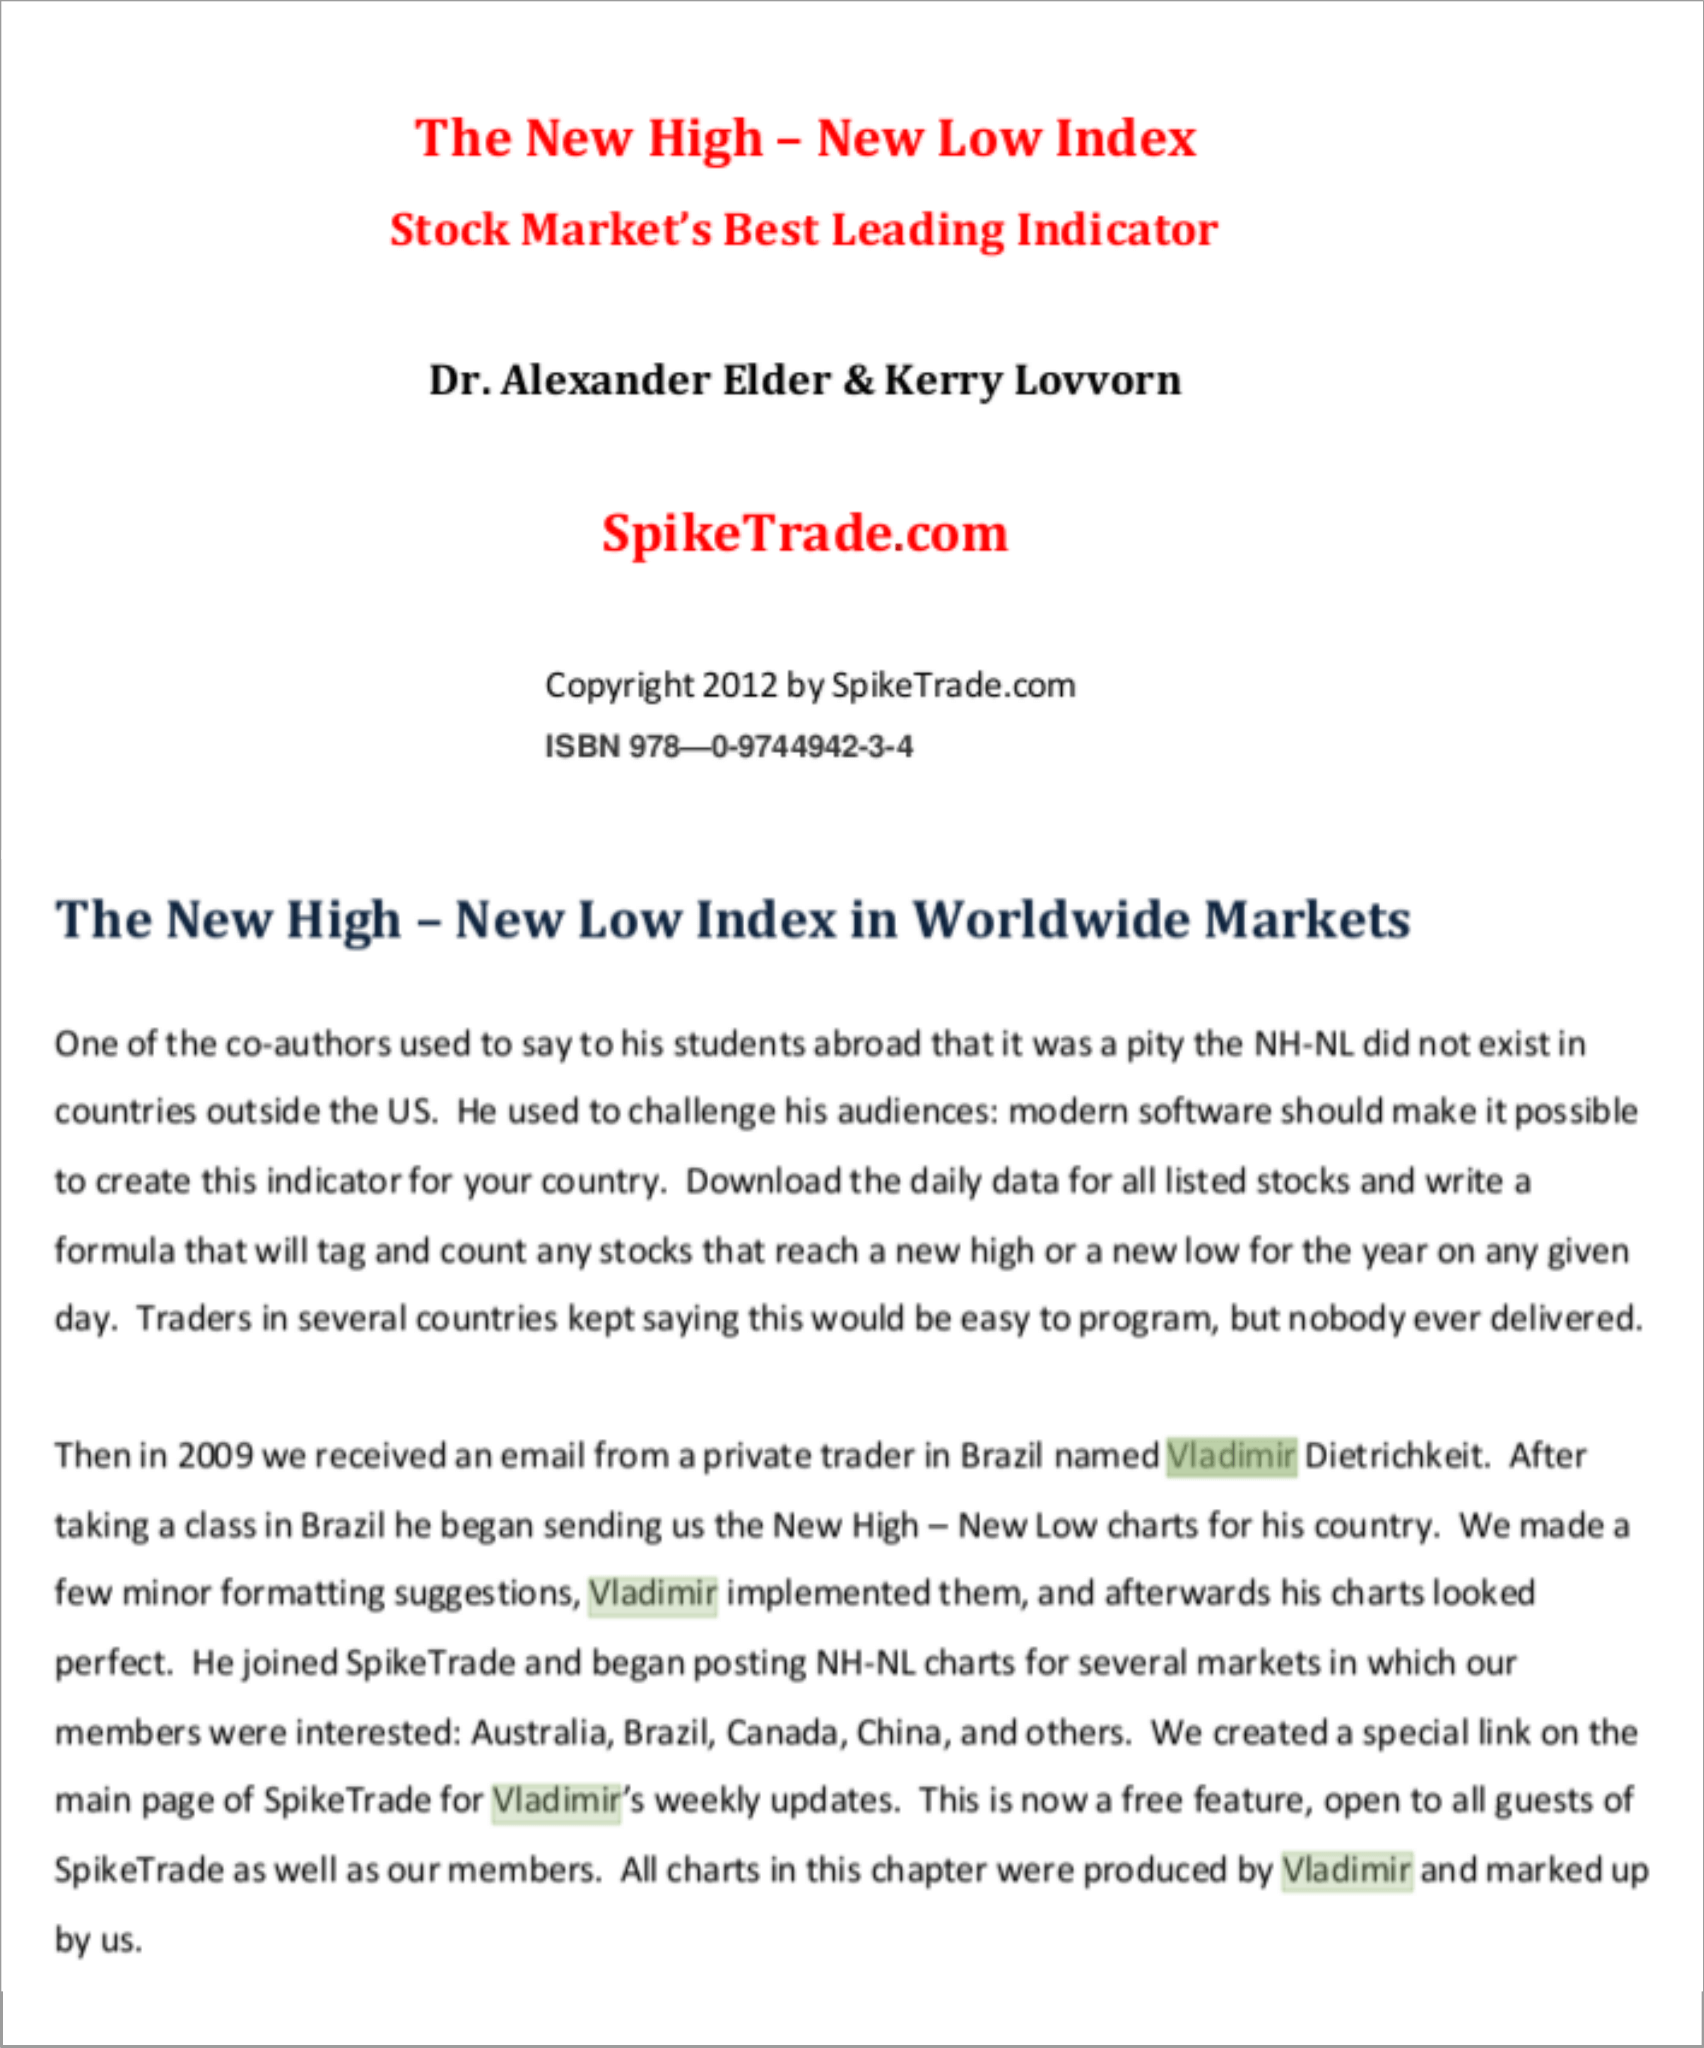 The New High – New Low Index
Stock Market’s Best Leading Indicator
Dr. Alexander Elder & Kerry Lovvorn
SpikeTrade.com
Copyright 2012 by SpikeTrade.com
ISBN 978—0-9744942-3-4
The New High – New Low Index in Worldwide Markets
One of the co-authors used to say to his students abroad that it was a pity the NH-NL did not exist in
countries outside the US.  He used to challenge his audiences: modern software should make it possible
to create this indicator for your country.  Download the daily data for all listed stocks and write a
formula that will tag and count any stocks that reach a new high or a new low for the year on any given
day.  Traders in several countries kept saying this would be easy to program, but nobody ever delivered.
Then in 2009 we received an email from a private trader in Brazil named Vladimir Dietrichkeit.  After
taking a class in Brazil he began sending us the New High – New Low charts for his country.  We made a
few minor formatting suggestions, Vladimir implemented them, and afterwards his charts looked
perfect.  He joined SpikeTrade and began posting NH-NL charts for several markets in which our
members were interested: Australia, Brazil, Canada, China, and others.  We created a special link on the
main page of SpikeTrade for Vladimir’s weekly updates.  This is now a free feature, open to all guests of
SpikeTrade as well as our members.  All charts in this chapter were produced by Vladimir and marked up
by us.